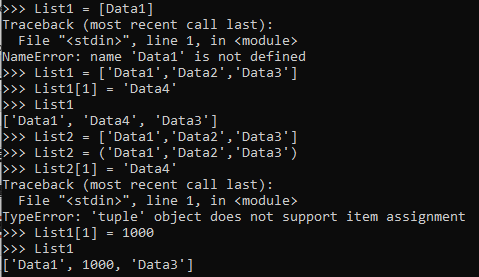 >>> List1 = [Data1]
Traceback (most recent call last):
  File "<stdin>", line 1, in <module>
NameError: name 'Data1' is not defined
>>> List1 = ['Data1','Data2','Data3']
>>> List1[1] = 'Data4'
>>> List1
['Data1', 'Data4', 'Data3']
>>> List2 = ['Data1','Data2','Data3']
>>> List2 = ('Data1','Data2','Data3')
>>> List2[1] = 'Data4'
Traceback (most recent call last):
  File "<stdin>", line 1, in <module>
TypeError: 'tuple' object does not support item assignment
>>> List1[1] = 1000
>>> List1
['Data1', 1000, 'Data3']